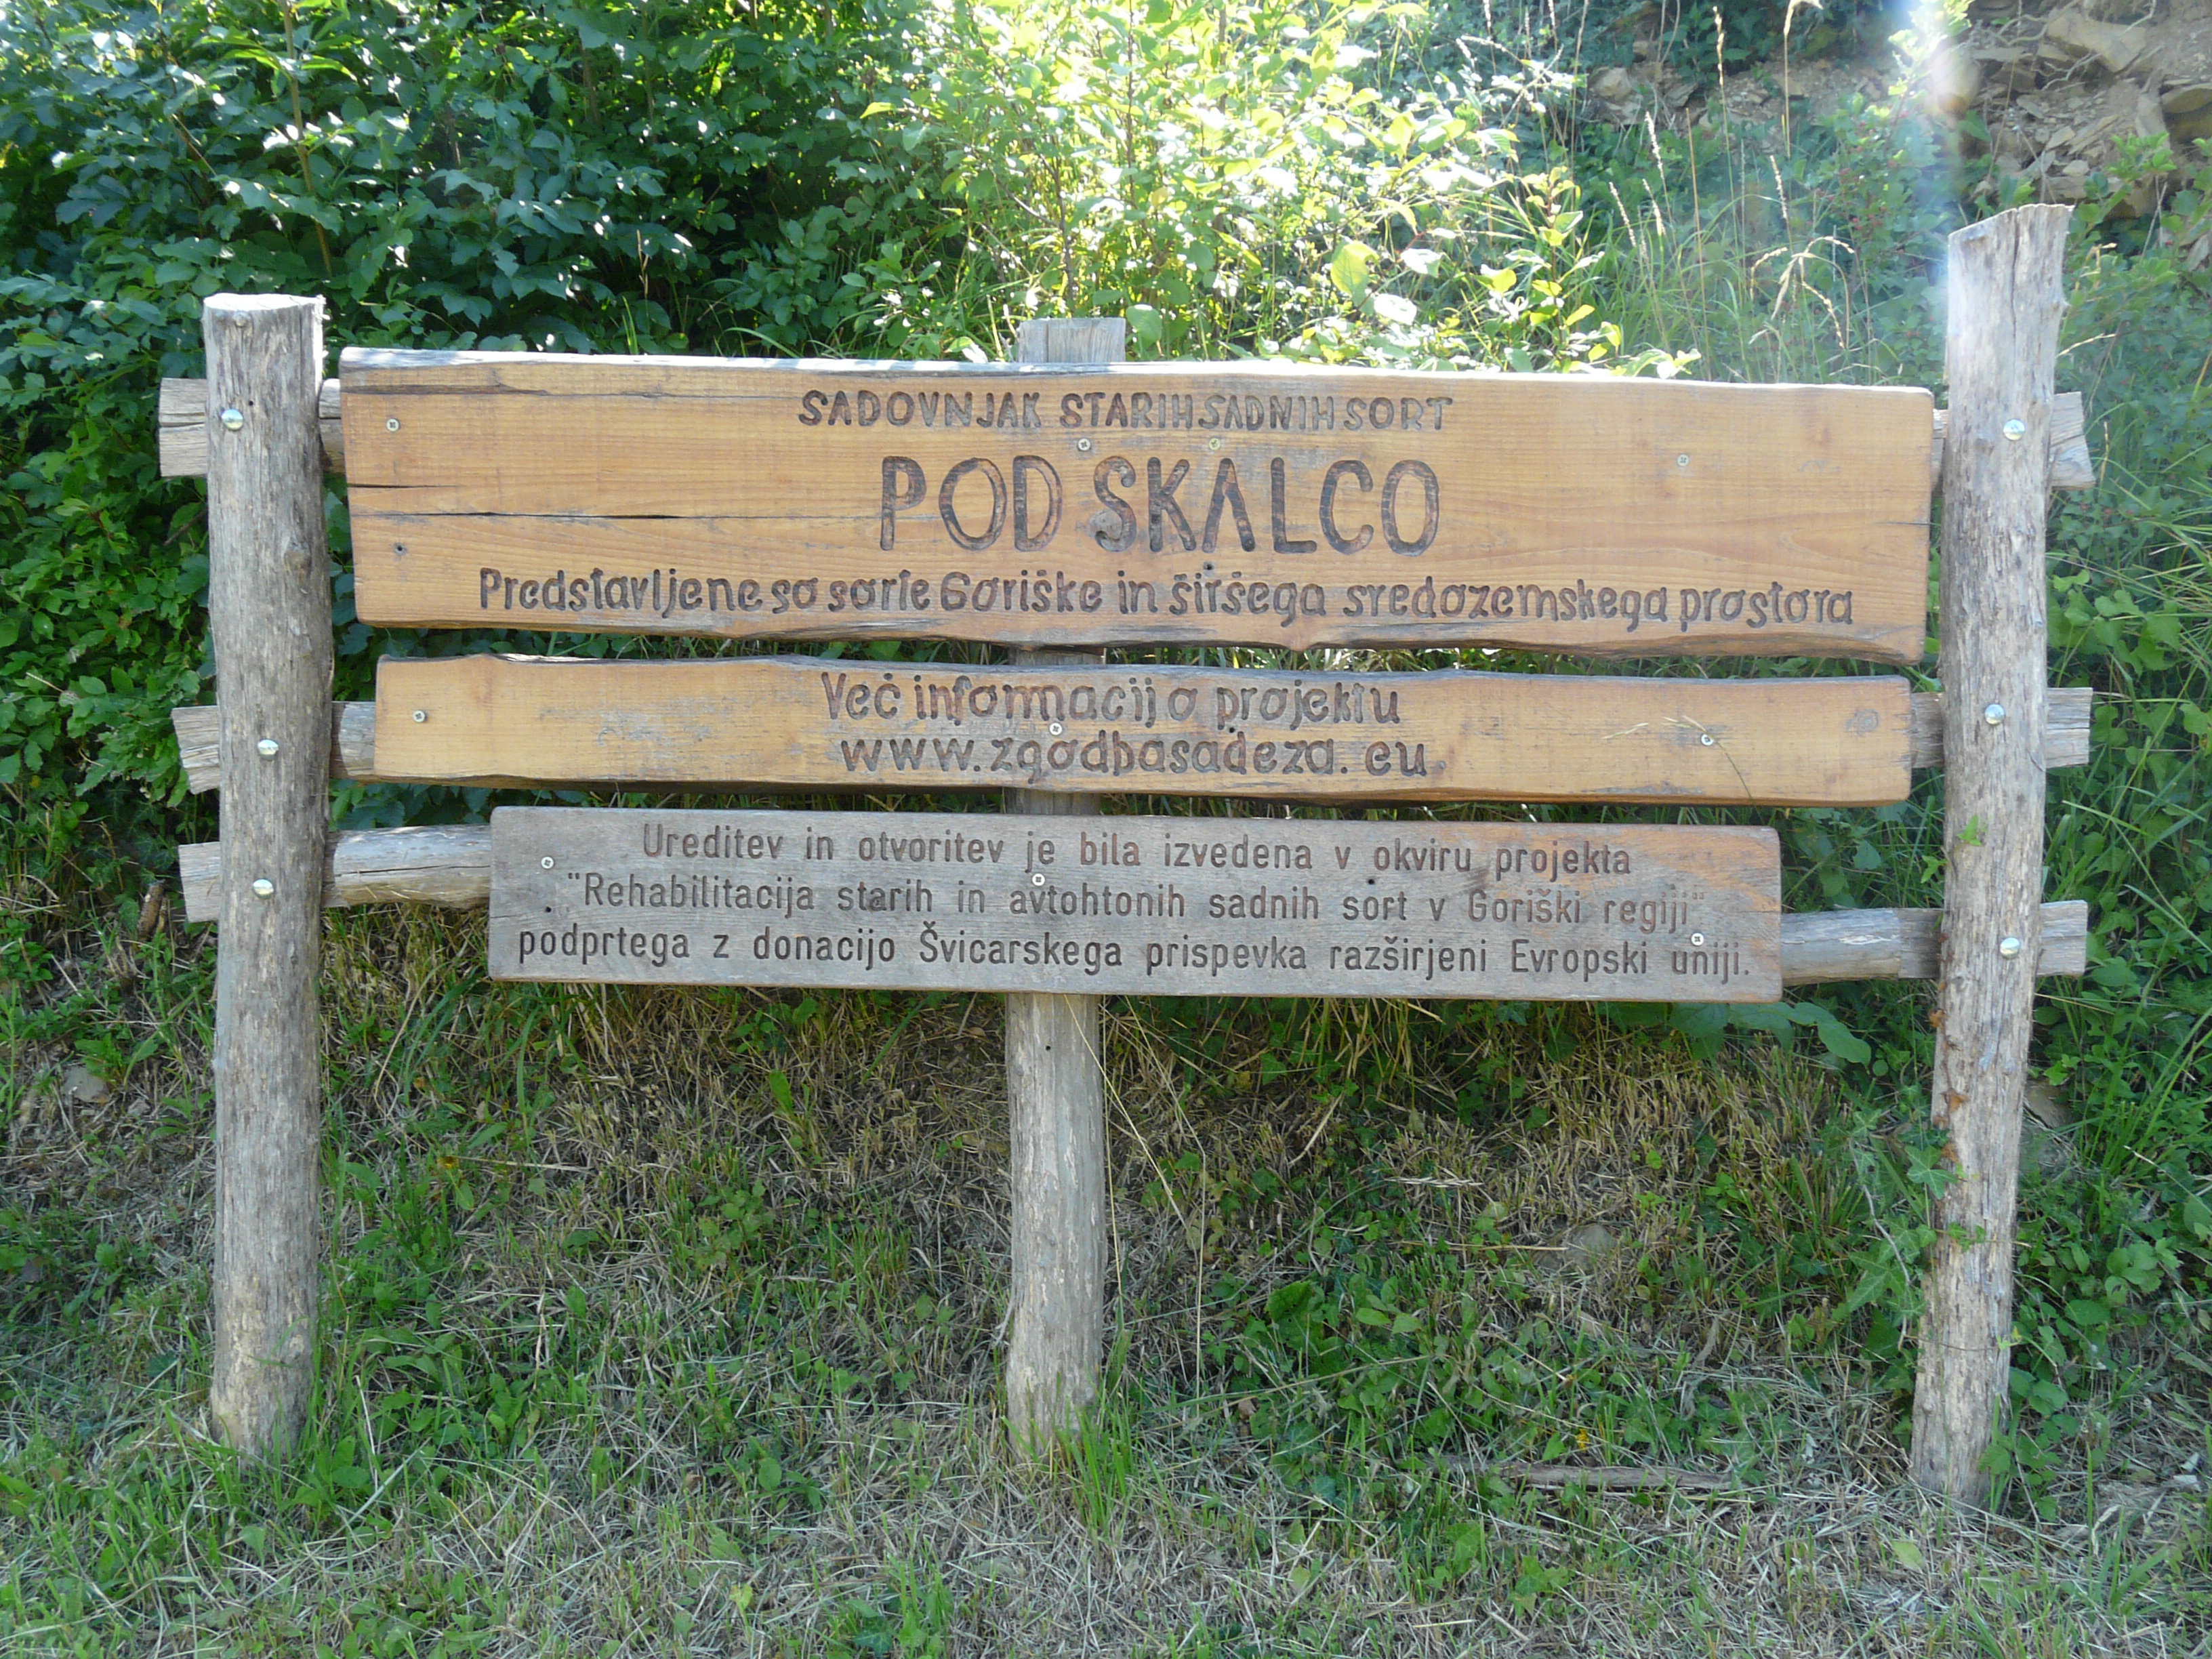 SADOVNJAK STARIH SADNIH SORT
POD SKALCO
Predstavljene so sorte Goriške in širšega sredozemskega prostora
Več informacij o projektu
www.zgodbasadeza.eu
Ureditev in otvoritev je bila izvedena v okviru projekta
"Rehabilitacija starih in avtohtonih sadnih sort v Goriški regiji"
podprtega z donacijo Švicarskega prispevka razširjeni Evropski uniji.